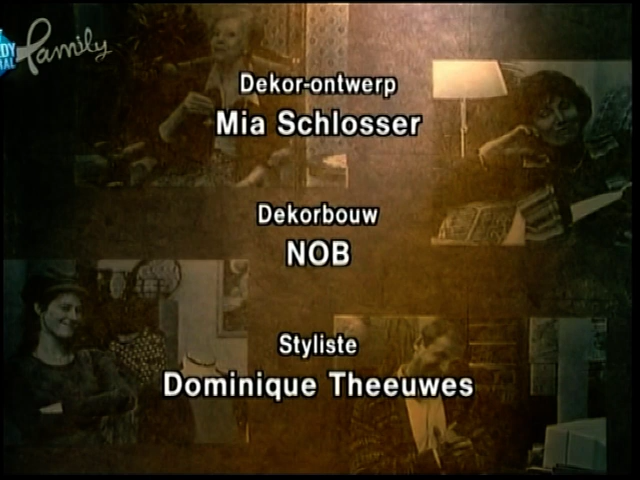 Family
Dekor-ontwerp
Mia Schlosser
Dekorbouw
NOB
Styliste
Dominique Theeuwes